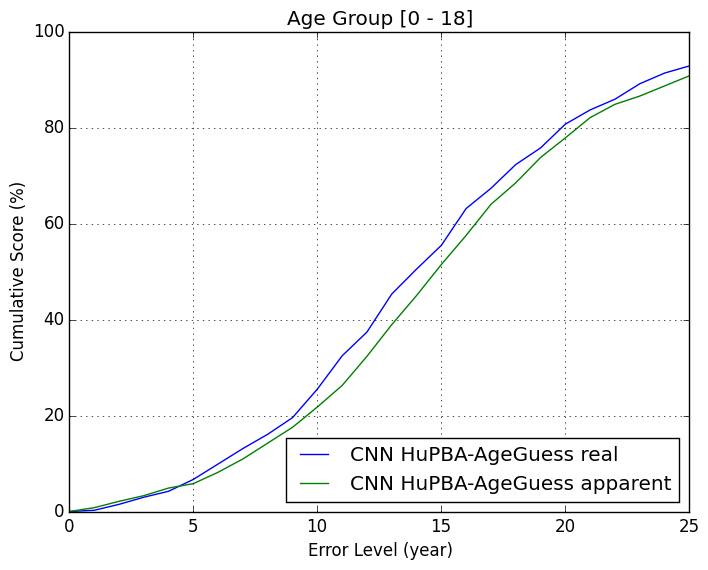 Age Group [0 - 18]
100
80
60
40
20
0
Cumulative Score (%)
CNN HuPBA-AgeGuess real
CNN HuPBA-AgeGuess apparent
0 5 10 15 20 25
Error Level (year)